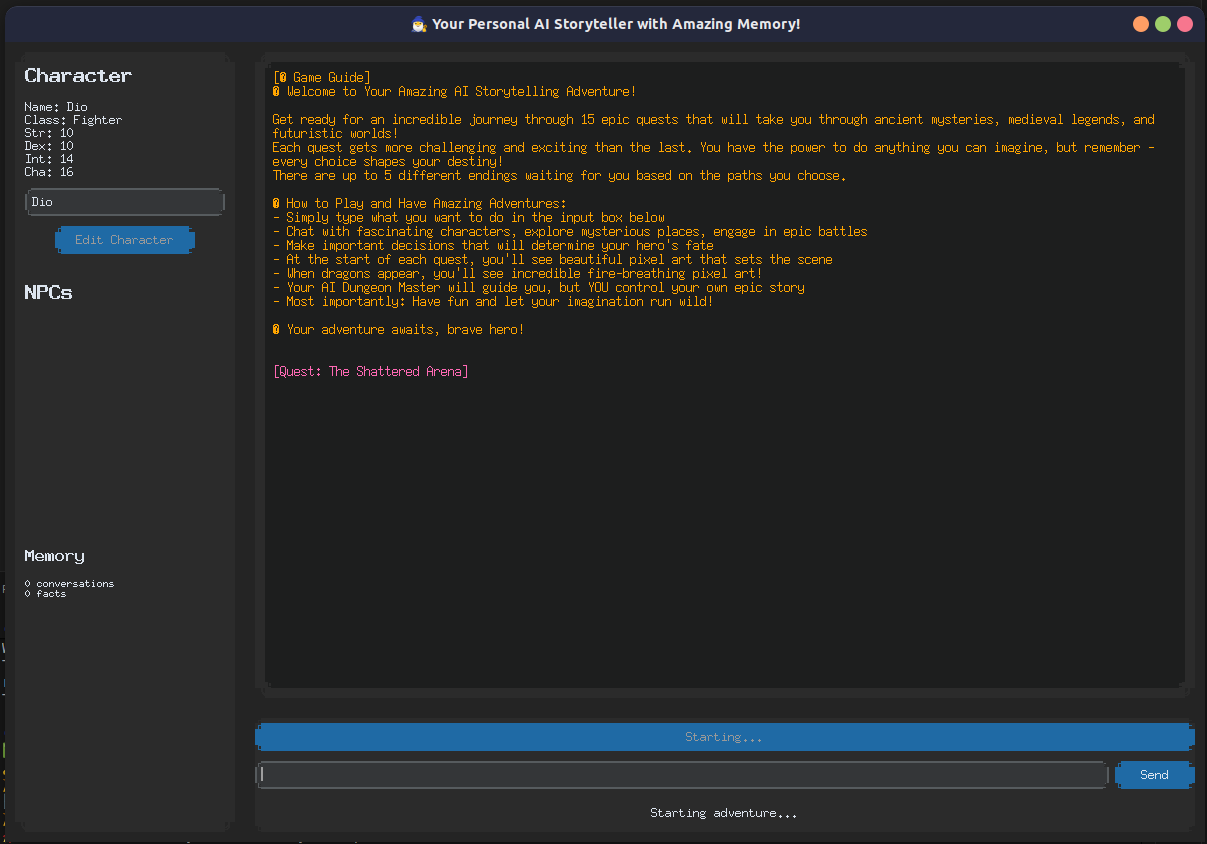 Your Personal AI Storyteller with Amazing Memory!
Character
Name: Dio
Class: Fighter
Str: 10
Dex: 10
Int: 14
Cha: 16
Dio
Edit Character
NPCs
Memory
0 conversations
0 facts
[� Game Guide]
� Welcome to Your Amazing AI Storytelling Adventure!
Get ready for an incredible journey through 15 epic quests that will take you through ancient mysteries, medieval legends, and
futuristic worlds!
Each quest gets more challenging and exciting than the last. You have the power to do anything you can imagine, but remember -
every choice shapes your destiny!
There are up to 5 different endings waiting for you based on the paths you choose.
� How to Play and Have Amazing Adventures:
- Simply type what you want to do in the input box below
- Chat with fascinating characters, explore mysterious places, engage in epic battles
- Make important decisions that will determine your hero's fate
- At the start of each quest, you'll see beautiful pixel art that sets the scene
- When dragons appear, you'll see incredible fire-breathing pixel art!
- Your AI Dungeon Master will guide you, but YOU control your own epic story
- Most importantly: Have fun and let your imagination run wild!
� Your adventure awaits, brave hero!
[Quest: The Shattered Arena]
Starting...
Send
Starting adventure...